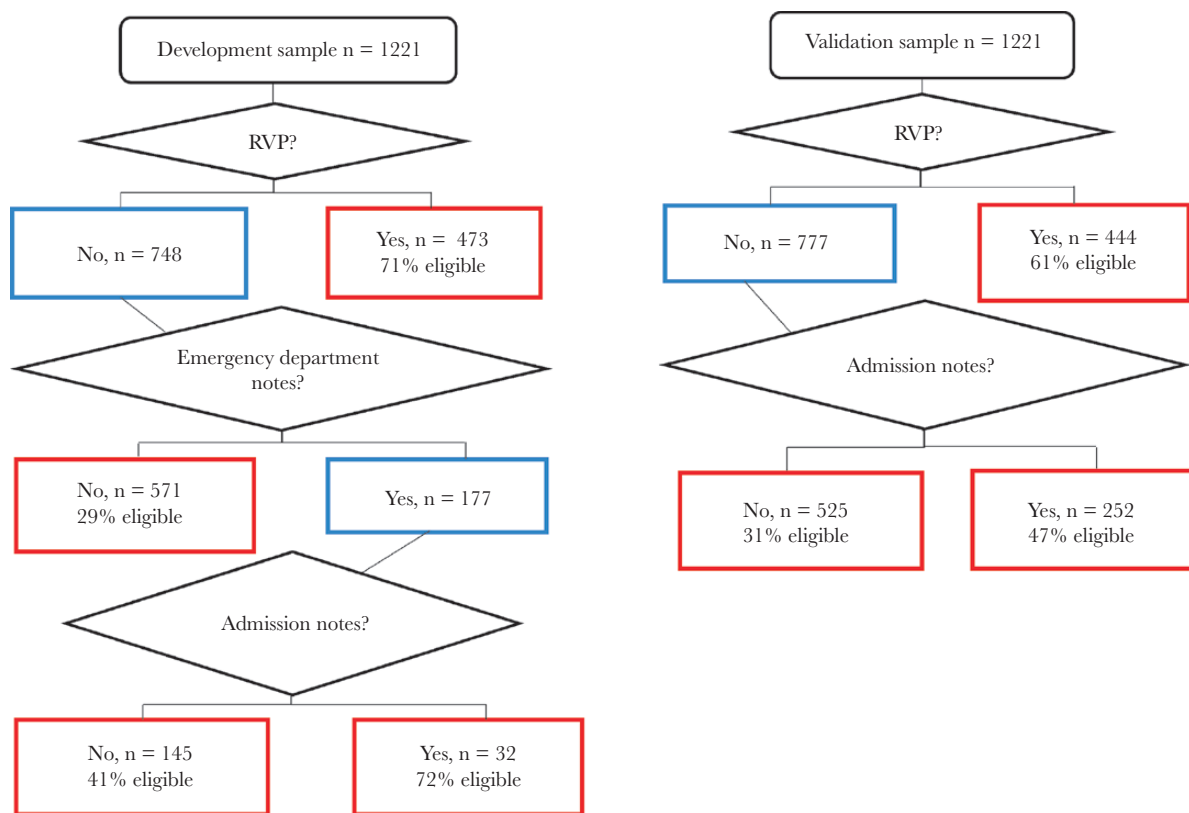 Development sample n = 1221
RVP?
No, n = 748
Yes, n = 473
71% eligible
Emergency department
notes?
No, n = 571
29% eligible
Yes, n = 177
Admission notes?
No, n = 145
41% eligible
Yes, n = 32
72% eligible
Validation sample n = 1221
RVP?
No, n = 777
Yes, n = 444
61% eligible
Admission notes?
No, n = 525
31% eligible
Yes, n = 252
47% eligible